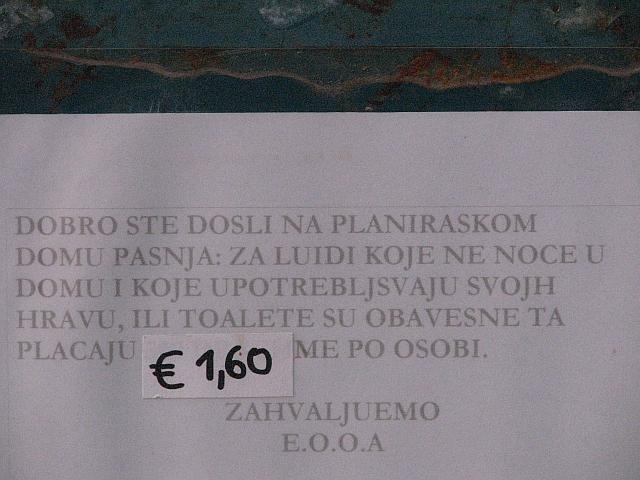 DOBRO STE DOSLI NA PLANIRASKOM
DOMU PASNJA: ZA LUIDI KOJE NE NOCE U
DOMU I KOJE UPOTREBLJSVAJU SVOJH
HRAVU, ILI TOALETE SU OBAVESNE TA
PLACAJU € 1,60 ME PO OSOBI.
ZAHVALJUEMO
E.O.O.A